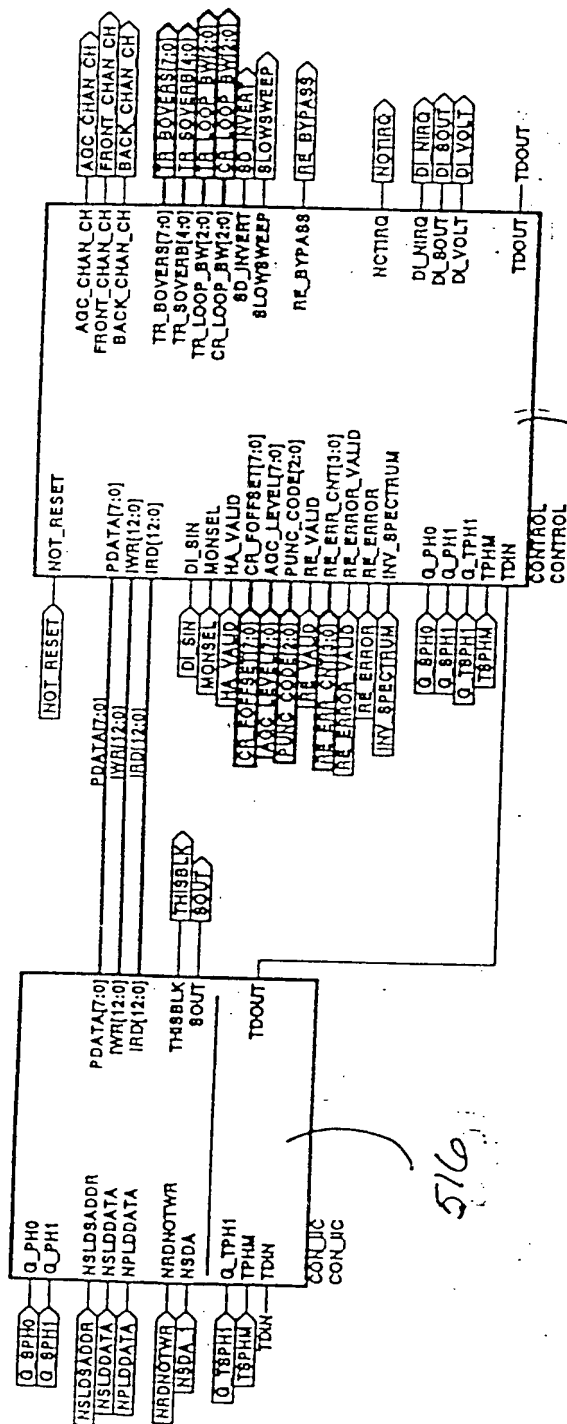 Q_SPH0 Q_PH0
Q_SPH1 Q_PH1
NSLDSADDR NSLDSADDR
NSLDDATA NSLDDATA
NPLDDATA NPLDDATA
NRDNOTWR NRDNOTWR
NSDA_1 NSDA
Q_TSPH1 Q_TPH1
TSPHM TPHM
TDIN TDIN
CON_IIC
CON_IIC
PDATA[7:0] PDATA[7:0]
IWR[12:0] IWR[12:0]
IRD[12:0] IRD[12:0]
THISBLK THISBLK
SOUT SOUT
TDOUT
516
NOT_RESET NOT_RESET
PDATA[7:0]
IWR[12:0]
IRD[12:0]
DI_SIN DI_SIN
MONSEL MONSEL
HA_VALID HA_VALID
CR_FOFFSET[7:0] CR_FOFFSET[7:0]
AGC_LEVEL[7:0] AGC_LEVEL[7:0]
PUNC_CODE[2:0] PUNC_CODE[2:0]
RE_VALID RE_VALID
RE_ERR_CNT[3:0] RE_ERR_CNT[3:0]
RE_ERROR_VALID RE_ERROR_VALID
RE_ERROR RE_ERROR
INV_SPECTRUM INV_SPECTRUM
Q_SPH0 Q_PH0
Q_SPH1 Q_PH1
Q_TSPH1 Q_TPH1
TSPHM TPHM
TDIN
CONTROL
CONTROL
AGC_CHAN_CH AGC_CHAN_CH
FRONT_CHAN_CH FRONT_CHAN_CH
BACK_CHAN_CH BACK_CHAN_CH
TR_BOVERS[7:0] TR_BOVERS[7:0]
TR_SOVERB[4:0] TR_SOVERB[4:0]
TR_LOOP_BW[2:0] TR_LOOP_BW[2:0]
CR_LOOP_BW[2:0] CR_LOOP_BW[2:0]
SD_INVERT SD_INVERT
SLOWSWEEP SLOWSWEEP
RE_BYPASS RE_BYPASS
NOTIRQ NOTIRQ
DI_NIRQ DI_NIRQ
DI_SOUT DI_SOUT
DI_VOLT DI_VOLT
TDOUT TDOUT